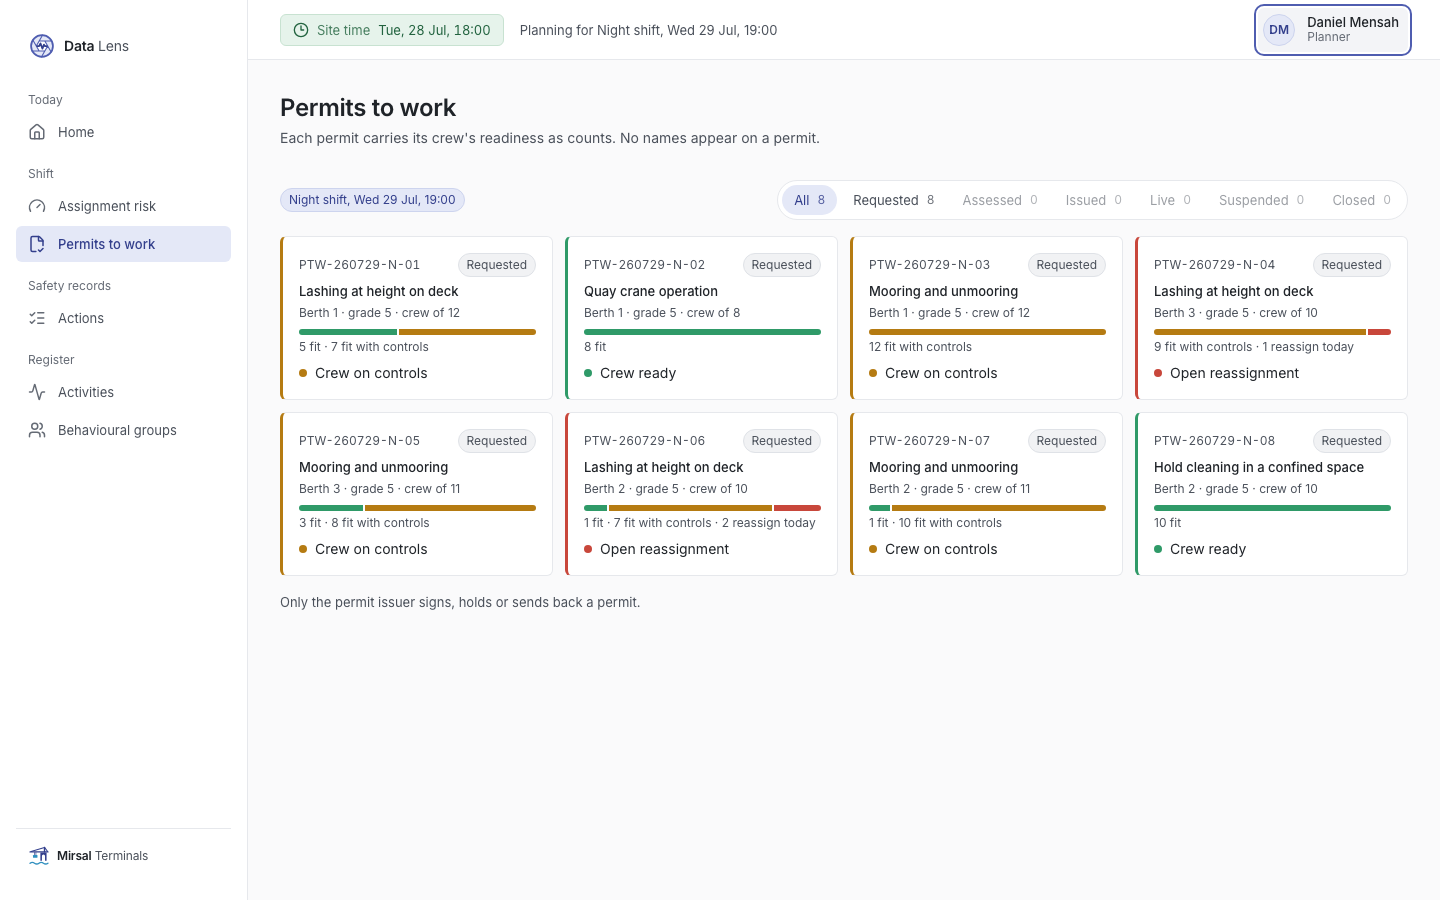 Data Lens
Today
Home
Shift
Assignment risk
Permits to work
Safety records
Actions
Register
Activities
Behavioural groups
Mirsal Terminals
Site time Tue, 28 Jul, 18:00
Planning for Night shift, Wed 29 Jul, 19:00
DM
Daniel Mensah
Planner
Permits to work
Each permit carries its crew's readiness as counts. No names appear on a permit.
Night shift, Wed 29 Jul, 19:00
All 8 Requested 8 Assessed 0 Issued 0 Live 0 Suspended 0 Closed 0
PTW-260729-N-01 Requested
Lashing at height on deck
Berth 1 · grade 5 · crew of 12
5 fit · 7 fit with controls
Crew on controls
PTW-260729-N-02 Requested
Quay crane operation
Berth 1 · grade 5 · crew of 8
8 fit
Crew ready
PTW-260729-N-03 Requested
Mooring and unmooring
Berth 1 · grade 5 · crew of 12
12 fit with controls
Crew on controls
PTW-260729-N-04 Requested
Lashing at height on deck
Berth 3 · grade 5 · crew of 10
9 fit with controls · 1 reassign today
Open reassignment
PTW-260729-N-05 Requested
Mooring and unmooring
Berth 3 · grade 5 · crew of 11
3 fit · 8 fit with controls
Crew on controls
PTW-260729-N-06 Requested
Lashing at height on deck
Berth 2 · grade 5 · crew of 10
1 fit · 7 fit with controls · 2 reassign today
Open reassignment
PTW-260729-N-07 Requested
Mooring and unmooring
Berth 2 · grade 5 · crew of 11
1 fit · 10 fit with controls
Crew on controls
PTW-260729-N-08 Requested
Hold cleaning in a confined space
Berth 2 · grade 5 · crew of 10
10 fit
Crew ready
Only the permit issuer signs, holds or sends back a permit.